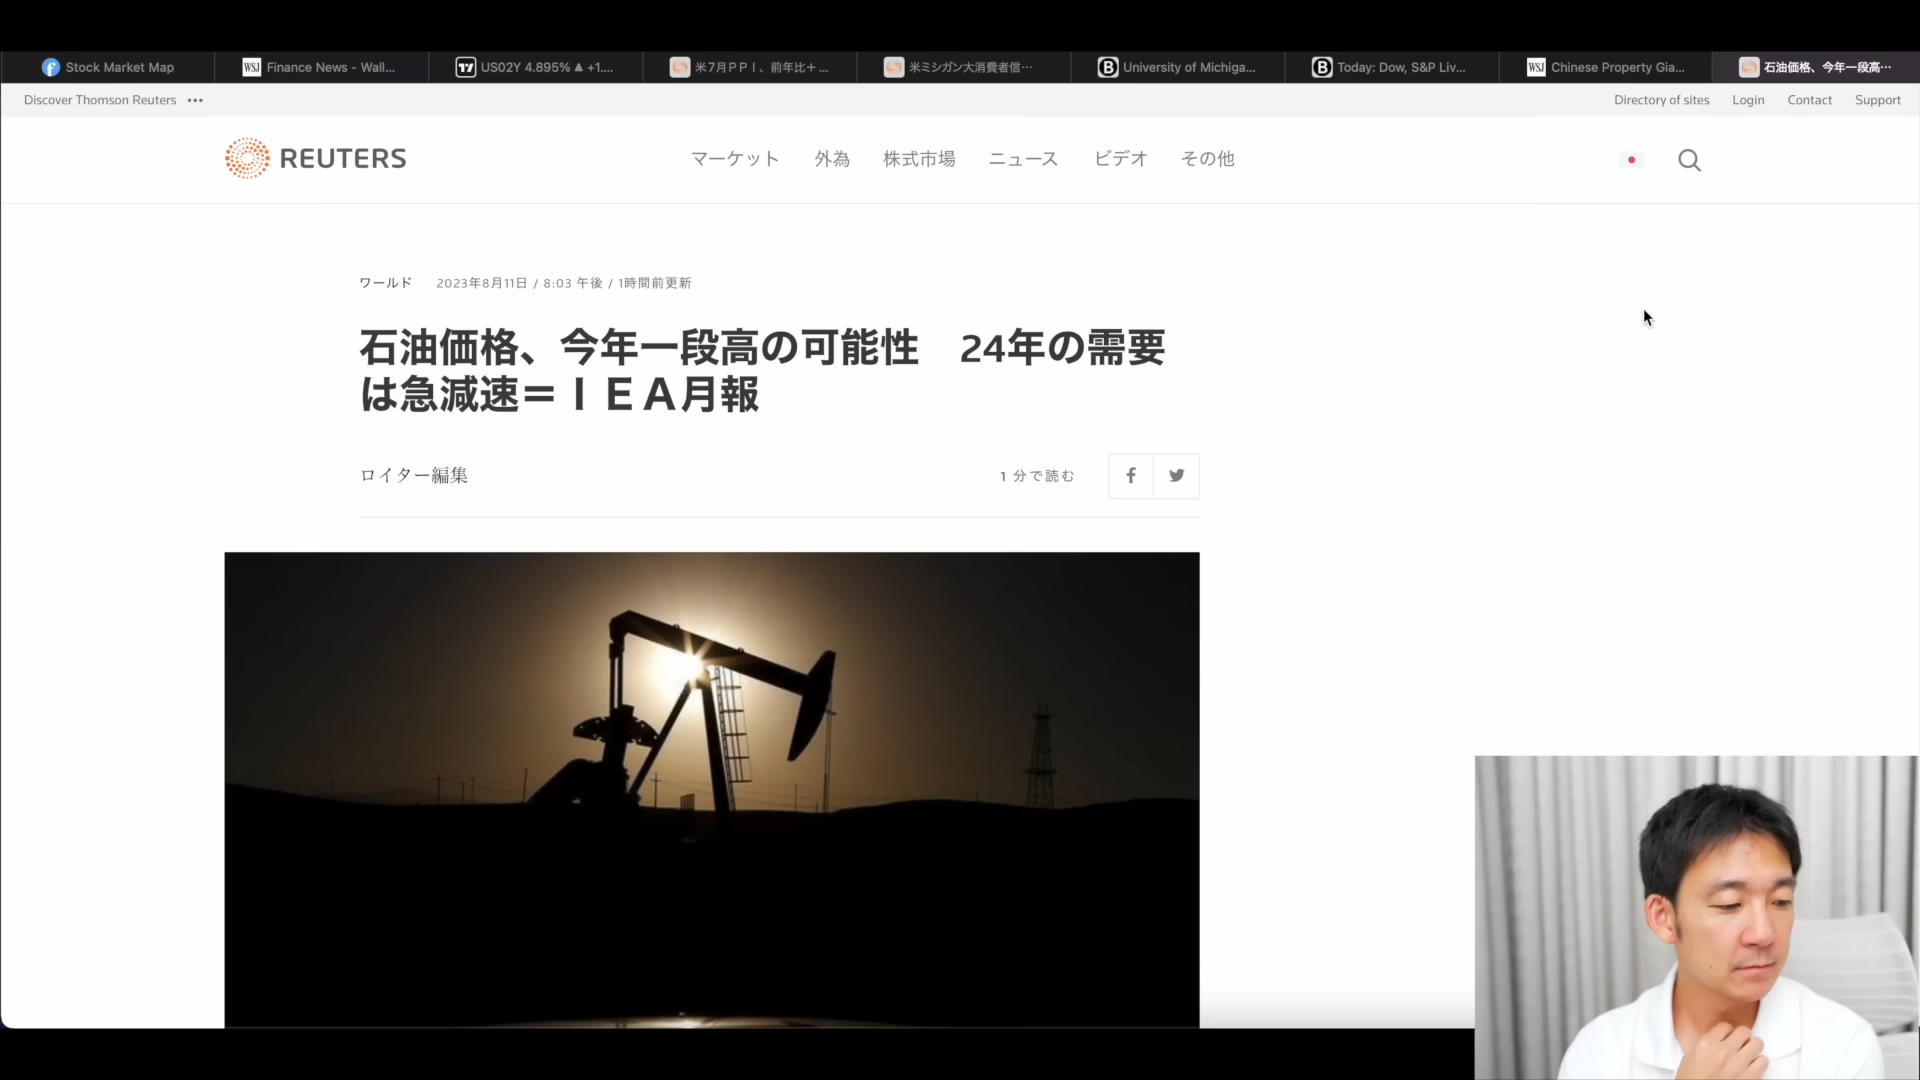 Stock Market Map
WSJ Finance News - Wall...
US02Y 4.895% ▲ +1....
米7月PPI、前年比+...
米ミシガン大消費者信…
B University of Michiga...
B Today: Dow, S&P Liv...
WSJ Chinese Property Gia...
石油価格、今年一段高…
Discover Thomson Reuters •••
Directory of sites Login Contact Support
REUTERS
マーケット 外為 株式市場 ニュース ビデオ その他
ワールド 2023年8月11日 / 8:03 午後 / 1時間前更新
石油価格、今年一段高の可能性 24年の需要
は急減速=IEA月報
ロイター編集
1 分で読む